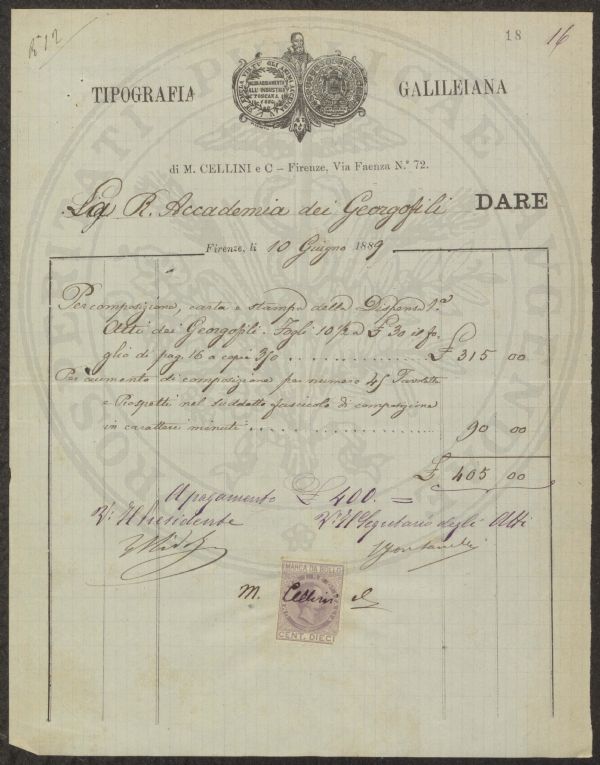 18 16
TIPOGRAFIA GALILEIANA
di M. CELLINI e C – Firenze, Via Faenza N.° 72.
R. Accademia dei Georgofili DARE
Firenze, li 10 Giugno 1889
Per composizione, carta e stampa della Dispensa 1.a
Atti dei Georgofili. Fogli 10 1/2 a £ 30 il fo-
glio di pag. 16 a copie 350 . . . . . . . . . . . £ 315 00
Per aumento di composizione per numero 45 Tavolette
e Prospetti nel suddetto fascicolo di composizione
in carattere minuti . . . . . . . . . . . . . . . 90 00
£ 405 00
A pagamento £ 400. =
V.° Il Presidente V.° Il Segretario degli Atti
MARCA DA BOLLO
M. Cellini
CENT. DIECI